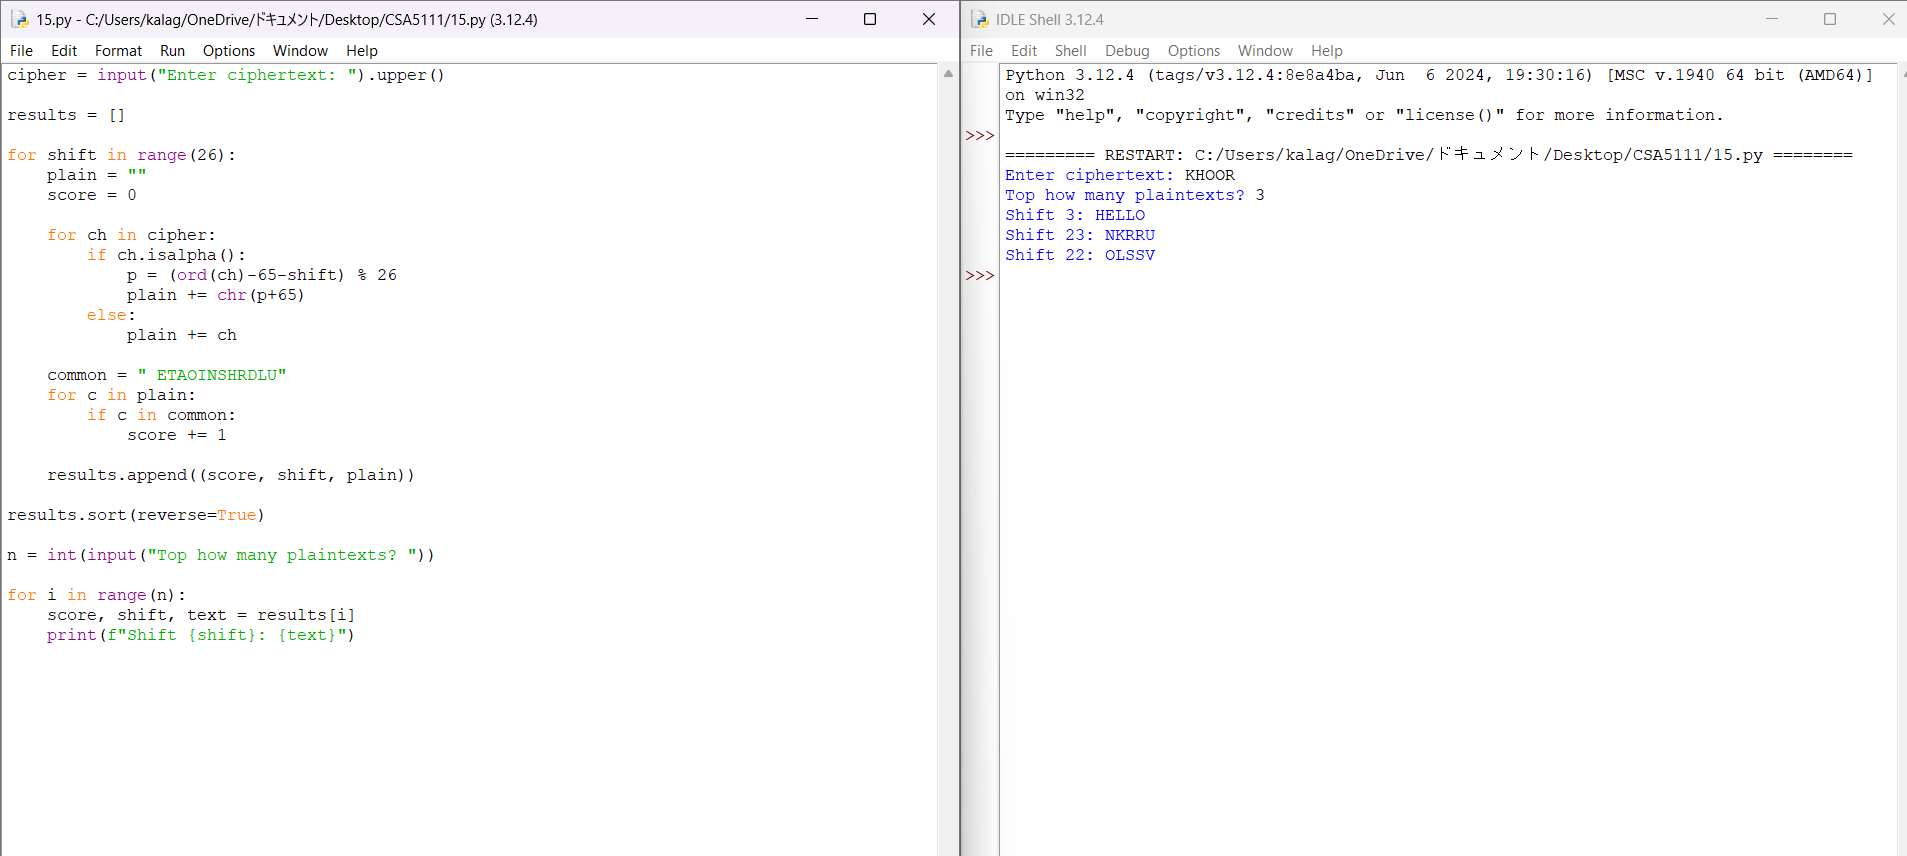 15.py - C:/Users/kalag/OneDrive/ドキュメント/Desktop/CSA5111/15.py (3.12.4)
File Edit Format Run Options Window Help
cipher = input("Enter ciphertext: ").upper()

results = []

for shift in range(26):
    plain = ""
    score = 0

    for ch in cipher:
        if ch.isalpha():
            p = (ord(ch)-65-shift) % 26
            plain += chr(p+65)
        else:
            plain += ch

    common = " ETAOINSHRDLU"
    for c in plain:
        if c in common:
            score += 1

    results.append((score, shift, plain))

results.sort(reverse=True)

n = int(input("Top how many plaintexts? "))

for i in range(n):
    score, shift, text = results[i]
    print(f"Shift {shift}: {text}")
IDLE Shell 3.12.4
File Edit Shell Debug Options Window Help
Python 3.12.4 (tags/v3.12.4:8e8a4ba, Jun  6 2024, 19:30:16) [MSC v.1940 64 bit (AMD64)]
on win32
Type "help", "copyright", "credits" or "license()" for more information.
>>>
========= RESTART: C:/Users/kalag/OneDrive/ドキュメント/Desktop/CSA5111/15.py ========
Enter ciphertext: KHOOR
Top how many plaintexts? 3
Shift 3: HELLO
Shift 23: NKRRU
Shift 22: OLSSV
>>>